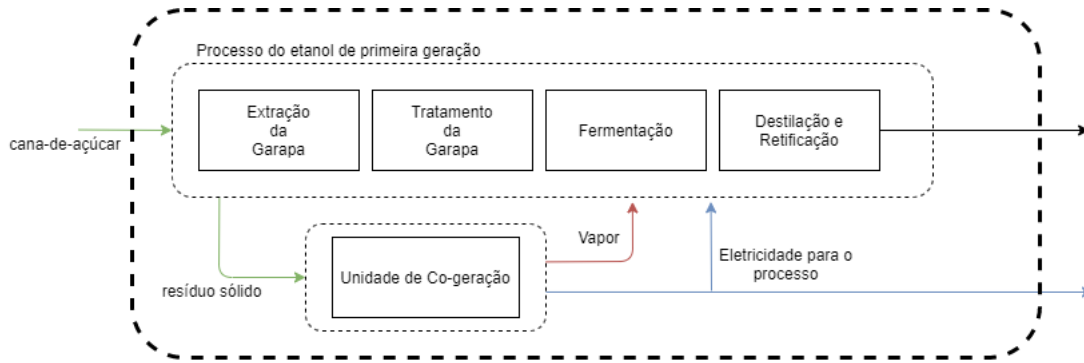 Processo do etanol de primeira geração
Extração
da
Garapa
Tratamento
da
Garapa
Fermentação
Destilação e
Retificação
cana-de-açúcar
Vapor
Eletricidade para o
processo
Unidade de Co-geração
resíduo sólido